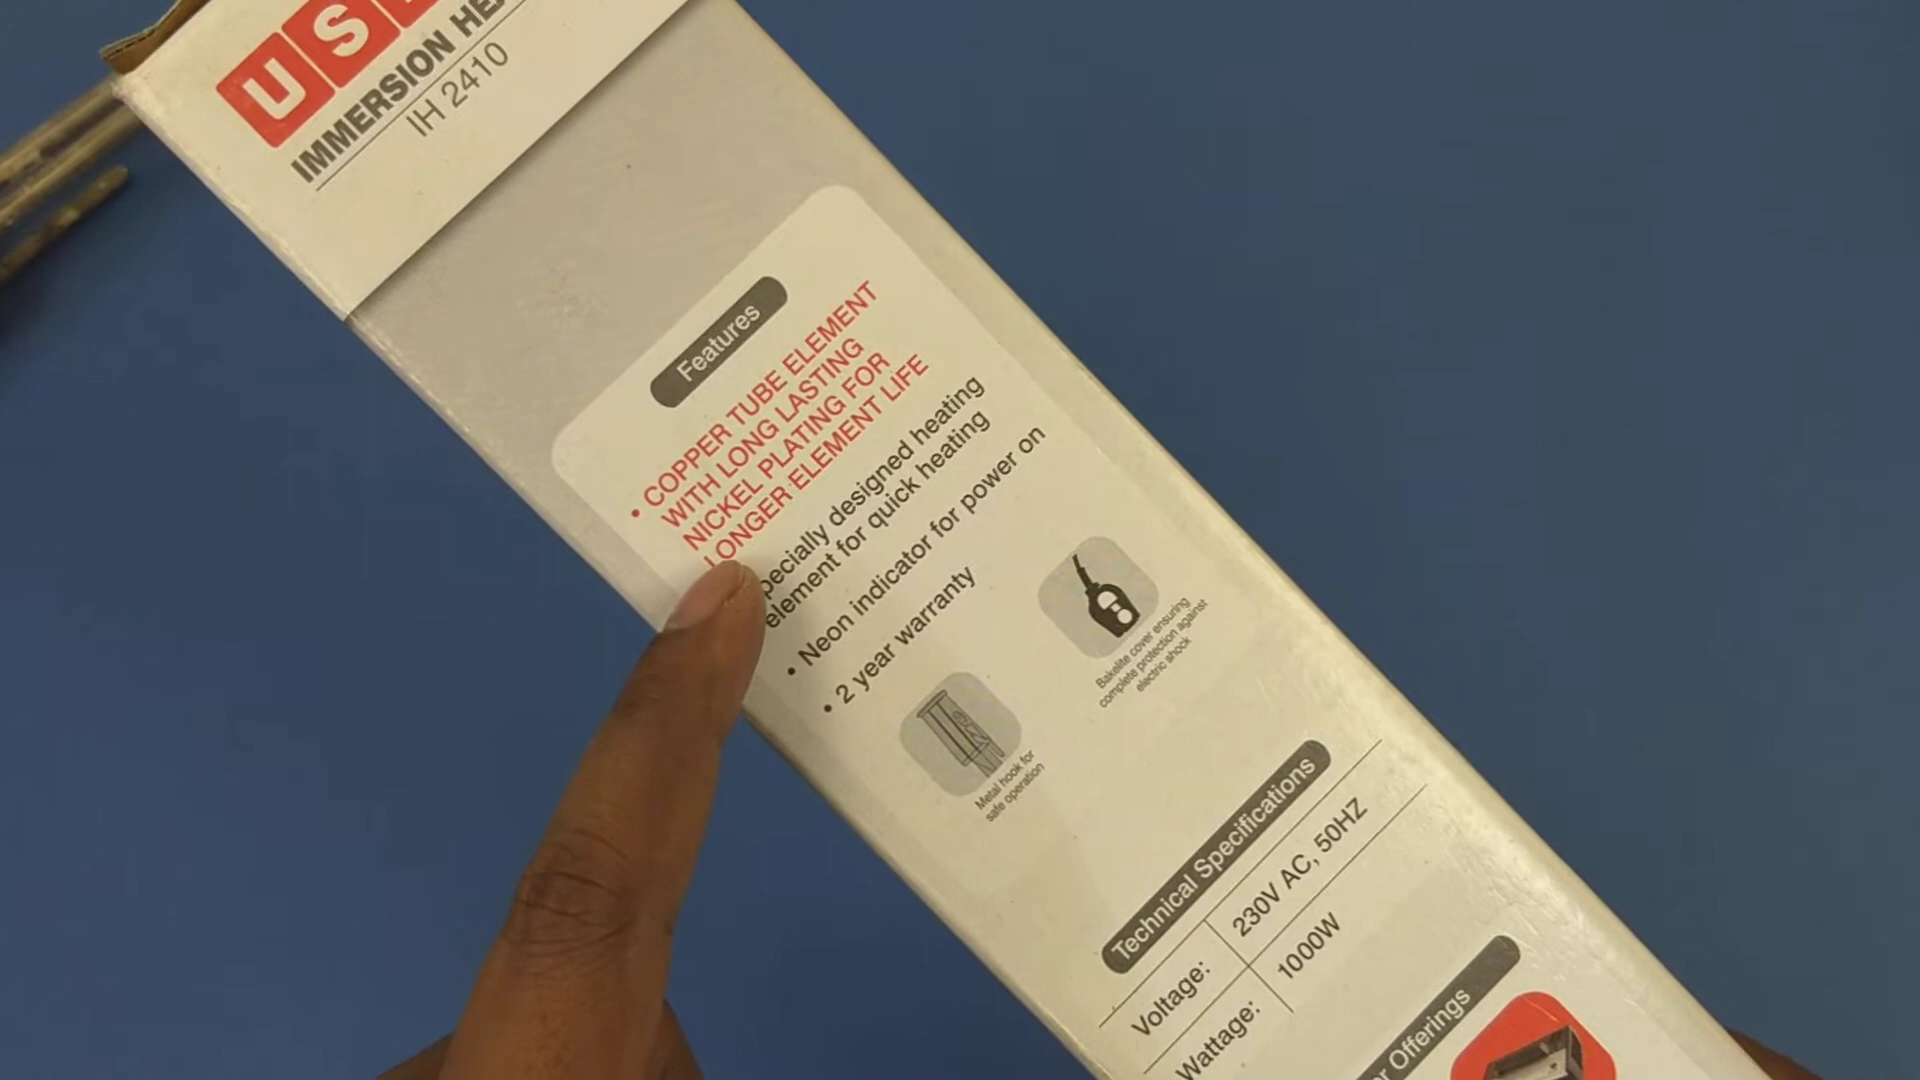 US
IMMERSION
IH 2410
Features
• COPPER TUBE ELEMENT
WITH LONG LASTING
NICKEL PLATING FOR
LONGER ELEMENT LIFE
pecially designed heating
element for quick heating
• Neon indicator for power on
• 2 year warranty
Metal hook for
safe operation
Bakelite cover ensuring
complete protection against
electric shock
Technical Specifications
Voltage: 230V AC, 50HZ
Wattage: 1000W
Offerings